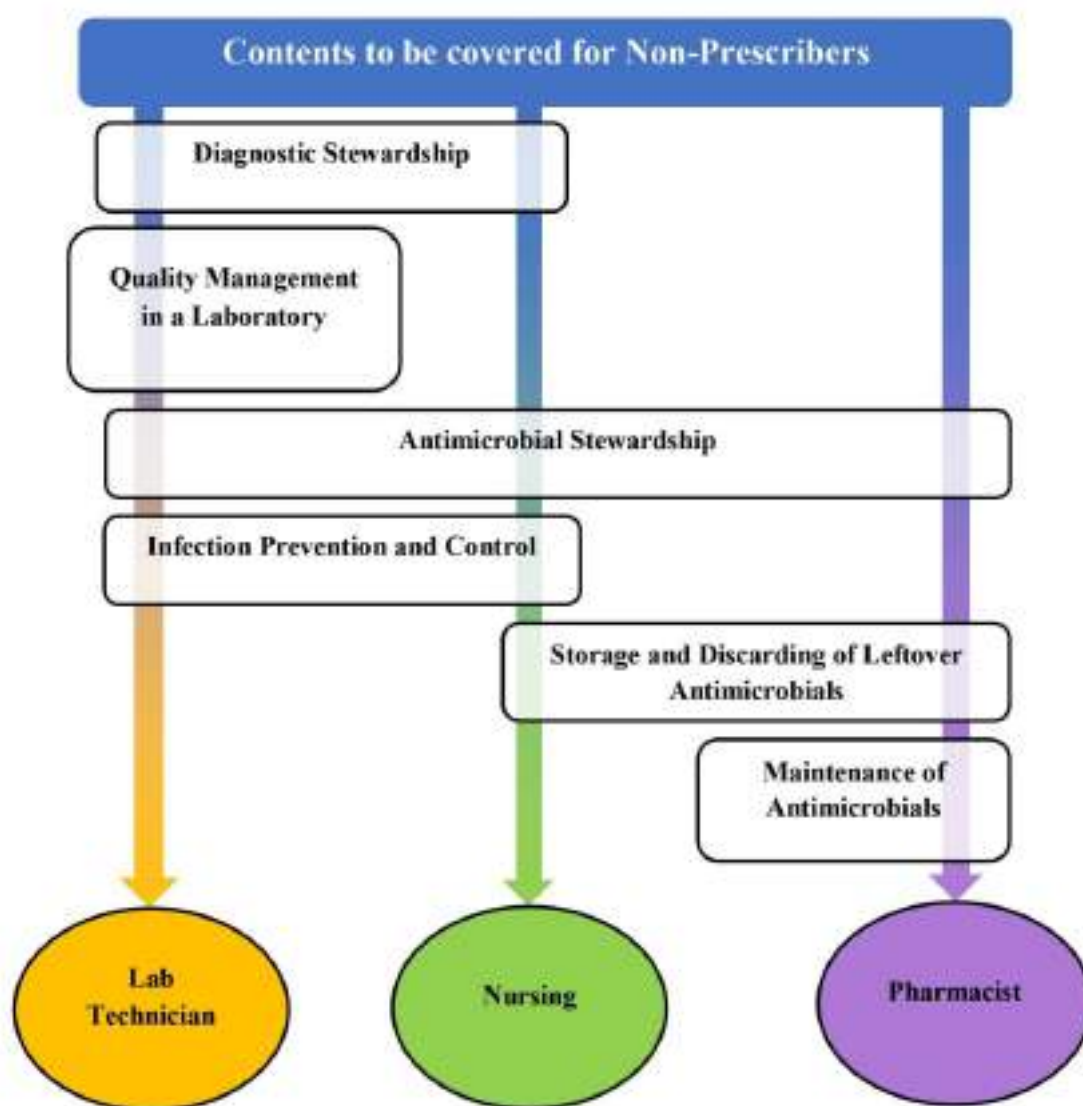 Contents to be covered for Non-Prescribers
Diagnostic Stewardship
Quality Management
in a Laboratory
Antimicrobial Stewardship
Infection Prevention and Control
Storage and Discarding of Leftover
Antimicrobials
Maintenance of
Antimicrobials
Lab
Technician
Nursing
Pharmacist